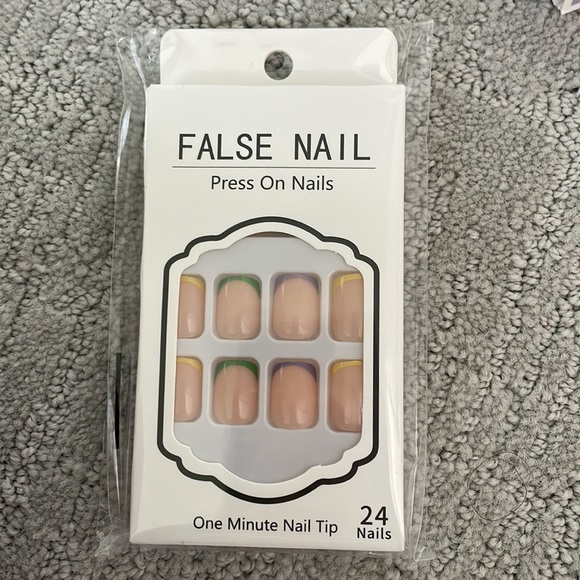 FALSE NAIL
Press On Nails
One Minute Nail Tip
24
Nails